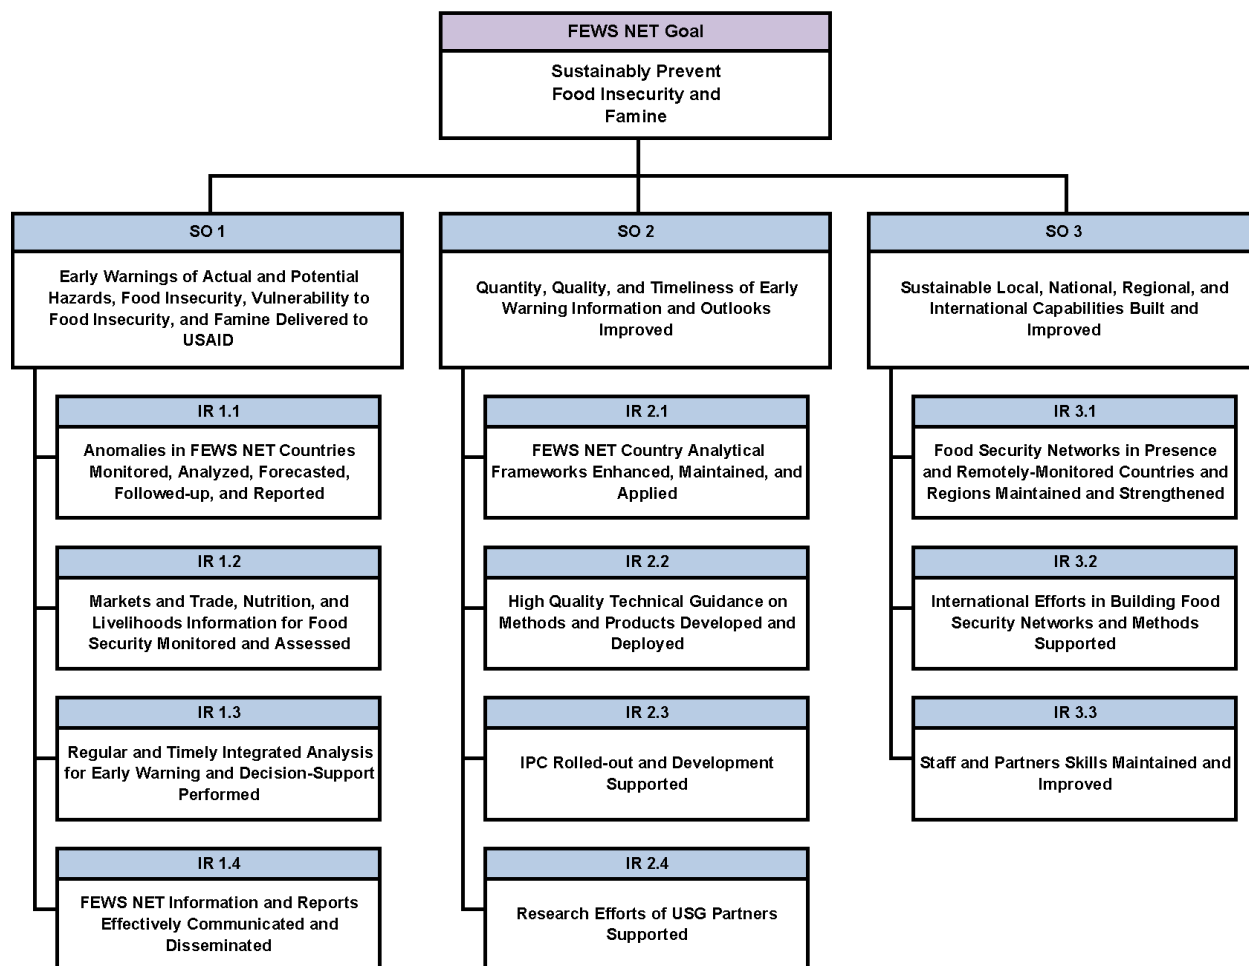 FEWS NET Goal
Sustainably Prevent
Food Insecurity and
Famine
SO 1
Early Warnings of Actual and Potential
Hazards, Food Insecurity, Vulnerability to
Food Insecurity, and Famine Delivered to
USAID
IR 1.1
Anomalies in FEWS NET Countries
Monitored, Analyzed, Forecasted,
Followed-up, and Reported
IR 1.2
Markets and Trade, Nutrition, and
Livelihoods Information for Food
Security Monitored and Assessed
IR 1.3
Regular and Timely Integrated Analysis
for Early Warning and Decision-Support
Performed
IR 1.4
FEWS NET Information and Reports
Effectively Communicated and
Disseminated
SO 2
Quantity, Quality, and Timeliness of Early
Warning Information and Outlooks
Improved
IR 2.1
FEWS NET Country Analytical
Frameworks Enhanced, Maintained, and
Applied
IR 2.2
High Quality Technical Guidance on
Methods and Products Developed and
Deployed
IR 2.3
IPC Rolled-out and Development
Supported
IR 2.4
Research Efforts of USG Partners
Supported
SO 3
Sustainable Local, National, Regional, and
International Capabilities Built and
Improved
IR 3.1
Food Security Networks in Presence
and Remotely-Monitored Countries and
Regions Maintained and Strengthened
IR 3.2
International Efforts in Building Food
Security Networks and Methods
Supported
IR 3.3
Staff and Partners Skills Maintained and
Improved